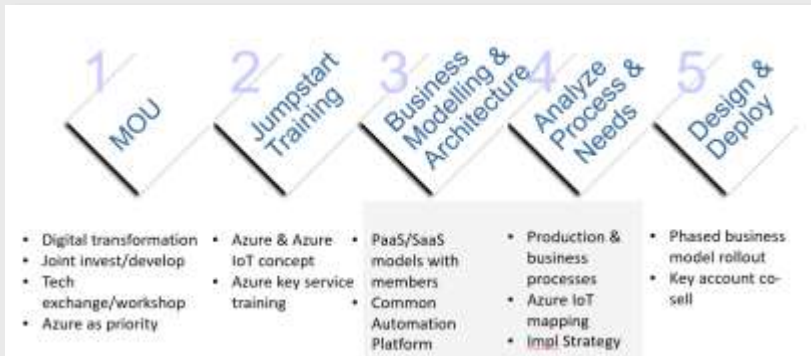 1
MOU
• Digital transformation
• Joint invest/develop
• Tech
exchange/workshop
• Azure as priority
2
Jumpstart
Training
• Azure & Azure
IoT concept
• Azure key service
training
3
Business
Modelling &
Architecture
• PaaS/SaaS
models with
members
• Common
Automation
Platform
4
Analyze
Process &
Needs
• Production &
business
processes
• Azure IoT
mapping
• Impl Strategy
5
Design &
Deploy
• Phased business
model rollout
• Key account co-
sell